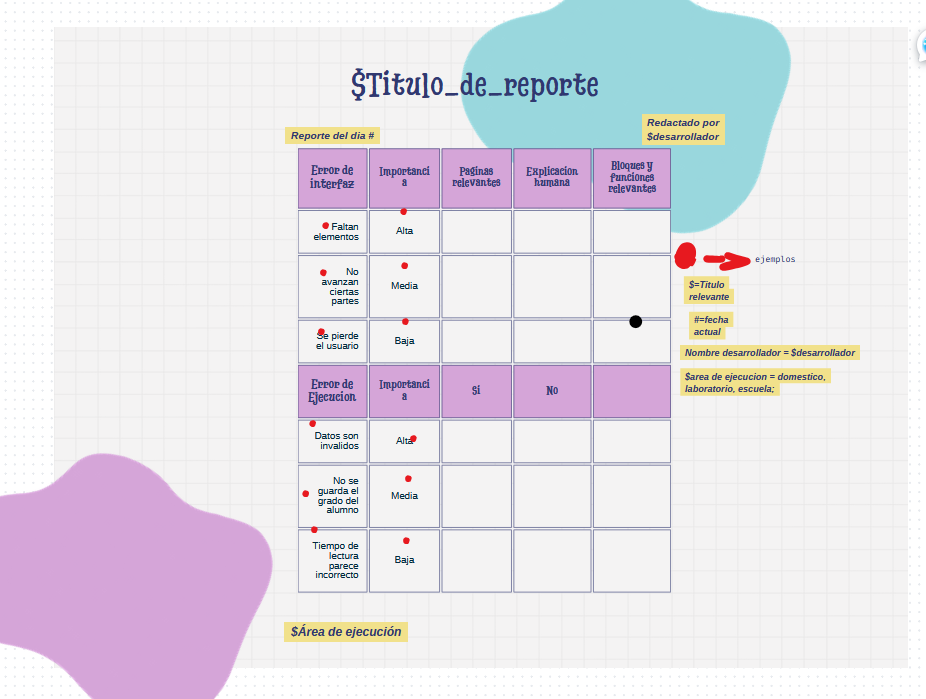 $Titulo_de_reporte
Reporte del dia #
Redactado por
$desarrollador
Error de
interfaz
Importanci
a
Paginas
relevantes
Explicacion
humana
Bloques y
funciones
relevantes
Faltan
elementos
Alta
No
avanzan
ciertas
partes
Media
Se pierde
el usuario
Baja
Error de
Ejecucion
Importanci
a
Si
No
Datos son
invalidos
Alta
No se
guarda el
grado del
alumno
Media
Tiempo de
lectura
parece
incorrecto
Baja
ejemplos
$=Titulo
relevante
#=fecha
actual
Nombre desarrollador = $desarrollador
$area de ejecucion = domestico,
laboratorio, escuela;
$Área de ejecución